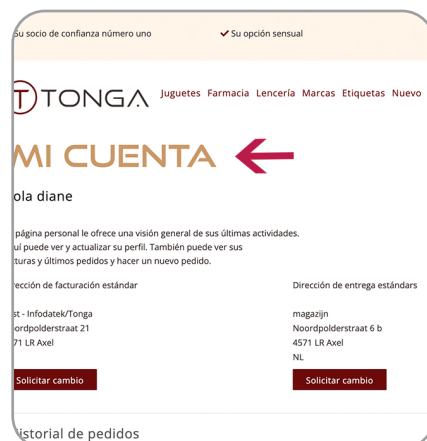 Su socio de confianza número uno
Su opción sensual
TONGA
Juguetes Farmacia Lencería Marcas Etiquetas Nuevo
MI CUENTA
ola diane
página personal le ofrece una visión general de sus últimas actividades.
uí puede ver y actualizar su perfil. También puede ver sus
turas y últimos pedidos y hacer un nuevo pedido.
rección de facturación estándar
Dirección de entrega estándars
st - Infodatek/Tonga
magazijn
ordpolderstraat 21
Noordpolderstraat 6 b
71 LR Axel
4571 LR Axel
NL
Solicitar cambio
Solicitar cambio
istorial de pedidos